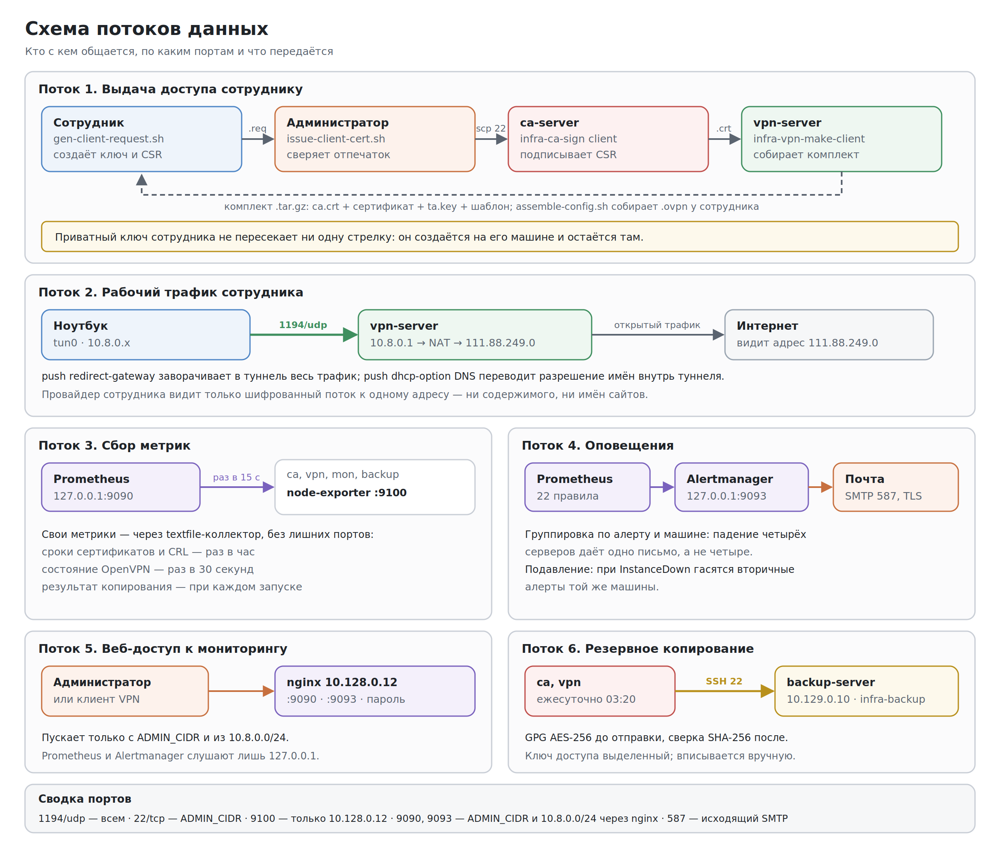 Схема потоков данных
Кто с кем общается, по каким портам и что передаётся
Поток 1. Выдача доступа сотруднику
Сотрудник
gen-client-request.sh
создаёт ключ и CSR
.req
Администратор
issue-client-cert.sh
сверяет отпечаток
scp 22
ca-server
infra-ca-sign client
подписывает CSR
.crt
vpn-server
infra-vpn-make-client
собирает комплект
комплект .tar.gz: ca.crt + сертификат + ta.key + шаблон; assemble-config.sh собирает .ovpn у сотрудника
Приватный ключ сотрудника не пересекает ни одну стрелку: он создаётся на его машине и остаётся там.
Поток 2. Рабочий трафик сотрудника
Ноутбук
tun0 · 10.8.0.x
1194/udp
vpn-server
10.8.0.1 → NAT → 111.88.249.0
открытый трафик
Интернет
видит адрес 111.88.249.0
push redirect-gateway заворачивает в туннель весь трафик; push dhcp-option DNS переводит разрешение имён внутрь туннеля.
Провайдер сотрудника видит только шифрованный поток к одному адресу — ни содержимого, ни имён сайтов.
Поток 3. Сбор метрик
Prometheus
127.0.0.1:9090
раз в 15 с
ca, vpn, mon, backup
node-exporter :9100
Свои метрики — через textfile-коллектор, без лишних портов:
сроки сертификатов и CRL — раз в час
состояние OpenVPN — раз в 30 секунд
результат копирования — при каждом запуске
Поток 4. Оповещения
Prometheus
22 правила
Alertmanager
127.0.0.1:9093
Почта
SMTP 587, TLS
Группировка по алерту и машине: падение четырёх
серверов даёт одно письмо, а не четыре.
Подавление: при InstanceDown гасятся вторичные
алерты той же машины.
Поток 5. Веб-доступ к мониторингу
Администратор
или клиент VPN
nginx 10.128.0.12
:9090 · :9093 · пароль
Пускает только с ADMIN_CIDR и из 10.8.0.0/24.
Prometheus и Alertmanager слушают лишь 127.0.0.1.
Поток 6. Резервное копирование
ca, vpn
ежесуточно 03:20
SSH 22
backup-server
10.129.0.10 · infra-backup
GPG AES-256 до отправки, сверка SHA-256 после.
Ключ доступа выделенный; вписывается вручную.
Сводка портов
1194/udp — всем · 22/tcp — ADMIN_CIDR · 9100 — только 10.128.0.12 · 9090, 9093 — ADMIN_CIDR и 10.8.0.0/24 через nginx · 587 — исходящий SMTP